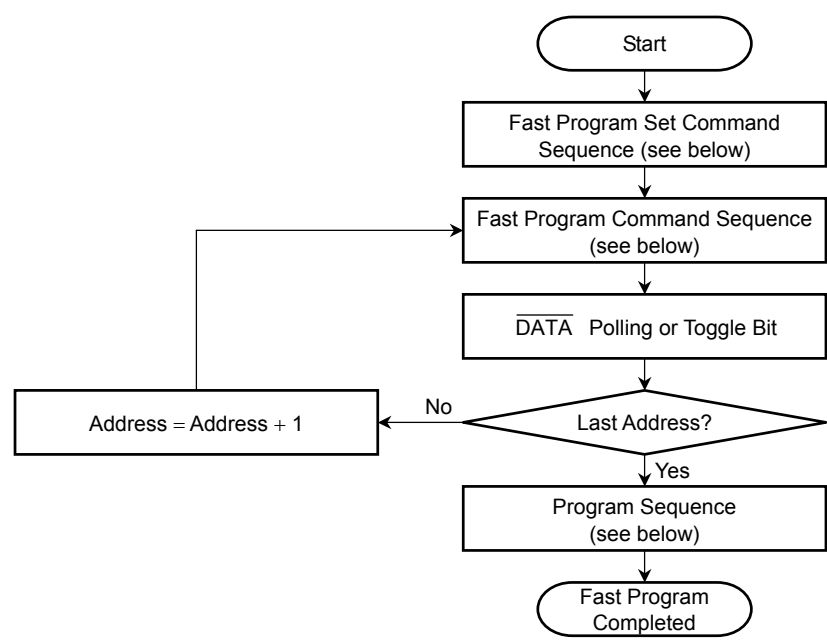 Start
Fast Program Set Command
Sequence (see below)
Fast Program Command Sequence
(see below)
DATA Polling or Toggle Bit
Address = Address + 1
No
Last Address?
Yes
Program Sequence
(see below)
Fast Program
Completed